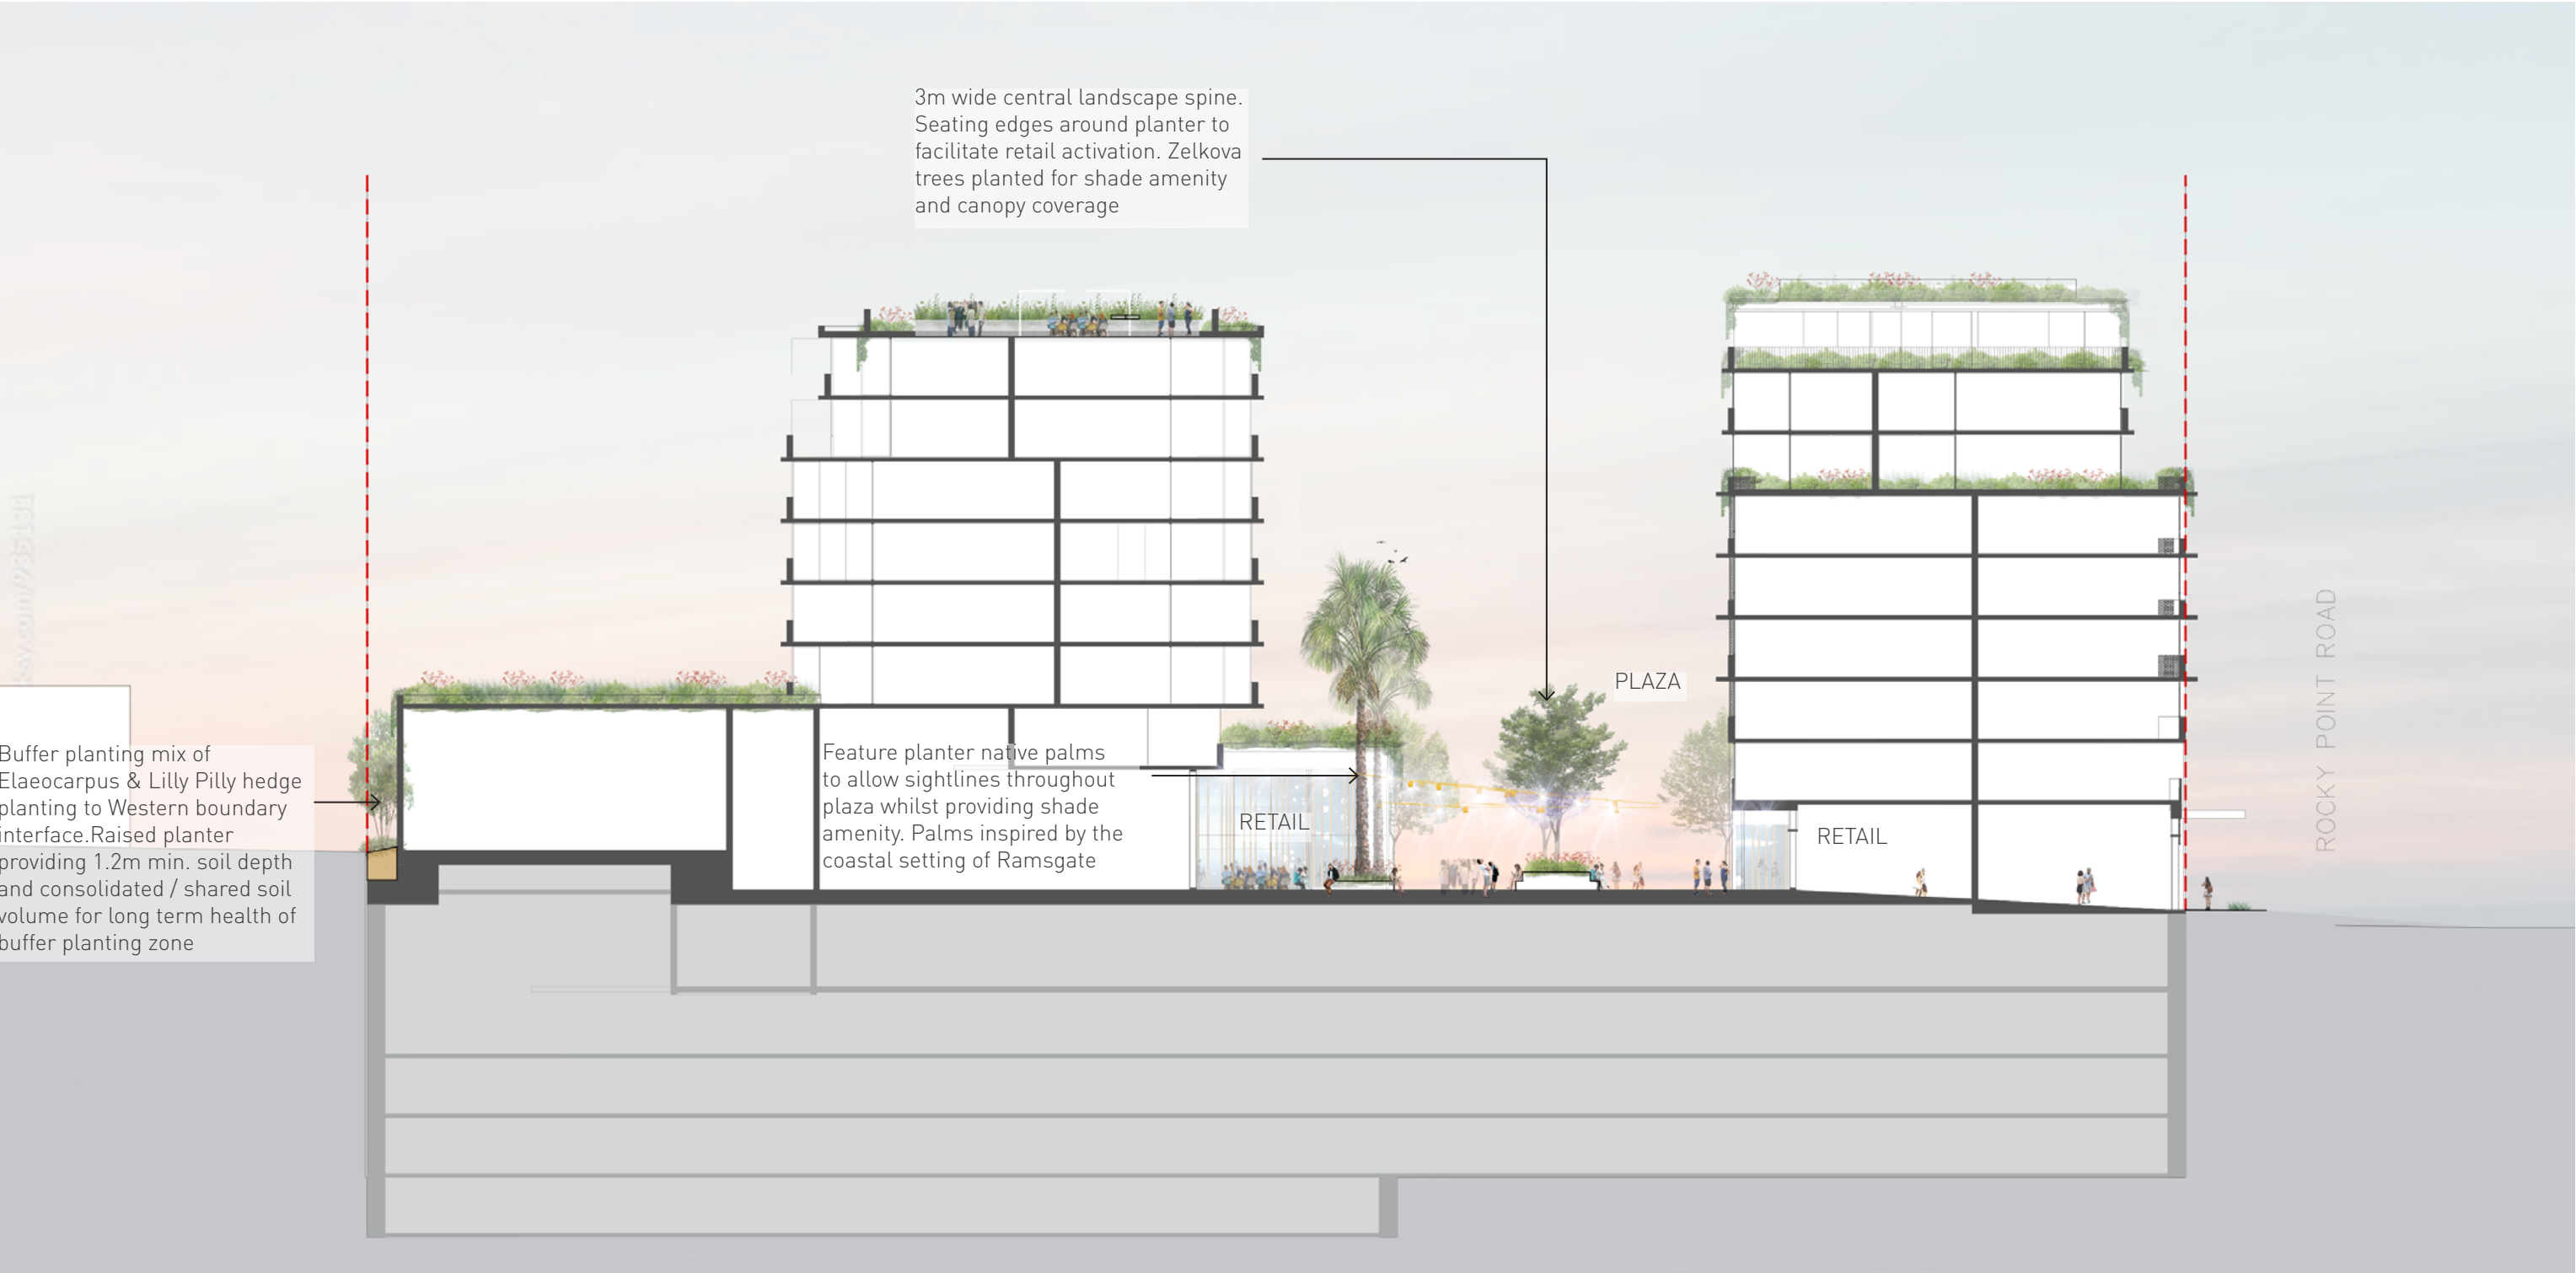 3m wide central landscape spine.
Seating edges around planter to
facilitate retail activation. Zelkova
trees planted for shade amenity
and canopy coverage
PLAZA
Buffer planting mix of
Elaeocarpus & Lilly Pilly hedge
planting to Western boundary
interface.Raised planter
providing 1.2m min. soil depth
and consolidated / shared soil
volume for long term health of
buffer planting zone
Feature planter native palms
to allow sightlines throughout
plaza whilst providing shade
amenity. Palms inspired by the
coastal setting of Ramsgate
RETAIL
RETAIL
ROCKY POINT ROAD